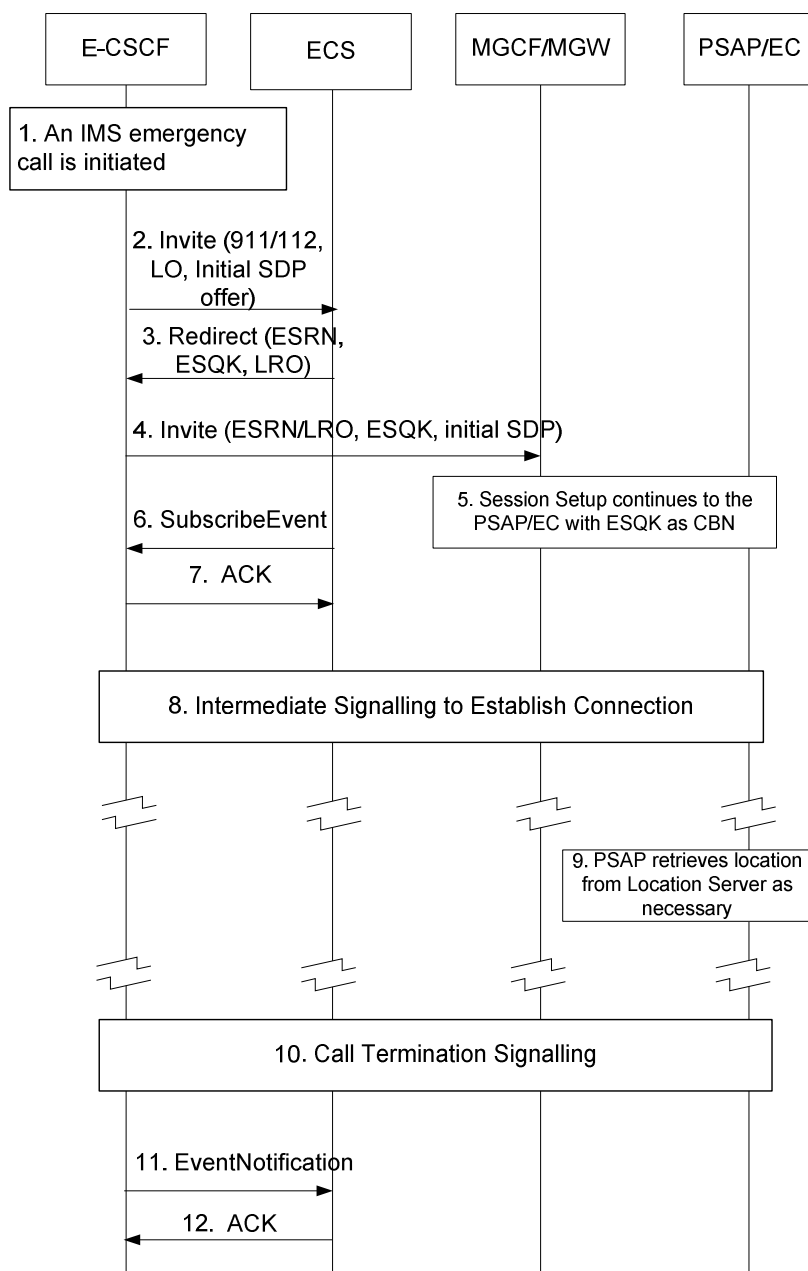 E-CSCF
ECS
MGCF/MGW
PSAP/EC
1. An IMS emergency
call is initiated
2. Invite (911/112,
LO, Initial SDP
offer)
3. Redirect (ESRN,
ESQK, LRO)
4. Invite (ESRN/LRO, ESQK, initial SDP)
5. Session Setup continues to the
PSAP/EC with ESQK as CBN
6. SubscribeEvent
7. ACK
8. Intermediate Signalling to Establish Connection
9. PSAP retrieves location
from Location Server as
necessary
10. Call Termination Signalling
11. EventNotification
12. ACK